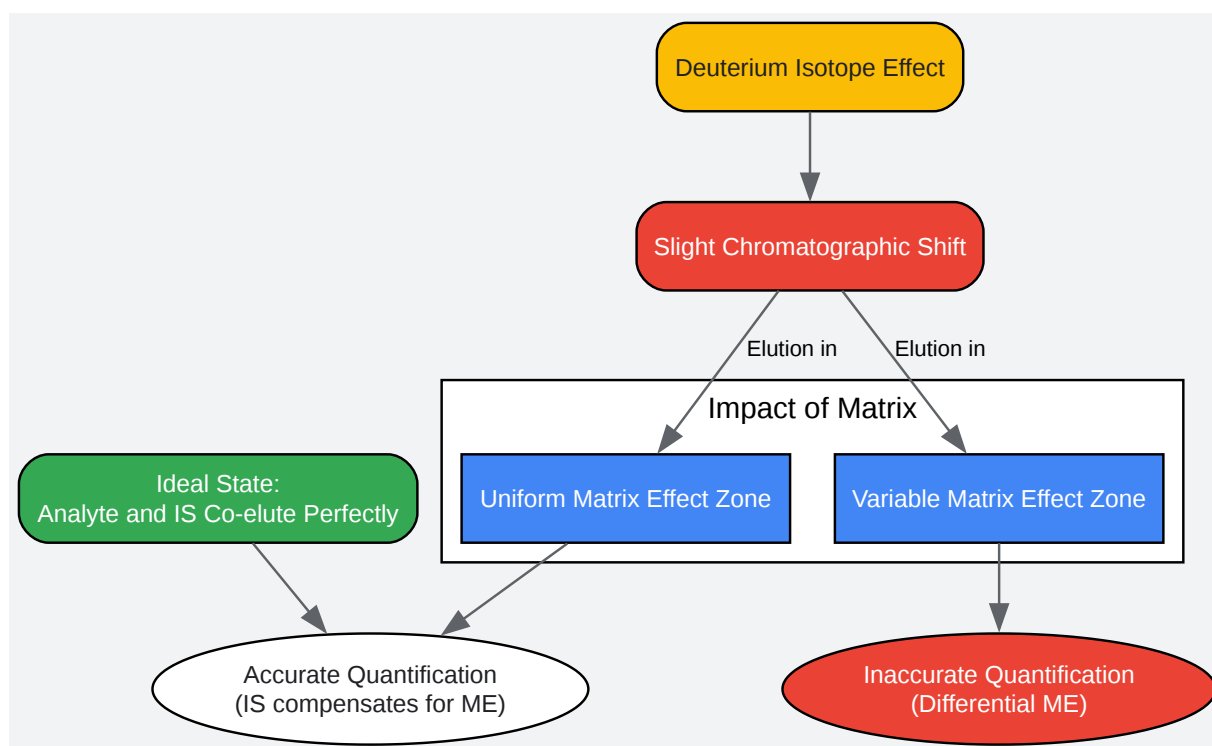 Deuterium Isotope Effect
Slight Chromatographic Shift
Elution in
Elution in
Impact of Matrix
Ideal State:
Analyte and IS Co-elute Perfectly
Uniform Matrix Effect Zone
Variable Matrix Effect Zone
Accurate Quantification
(IS compensates for ME)
Inaccurate Quantification
(Differential ME)